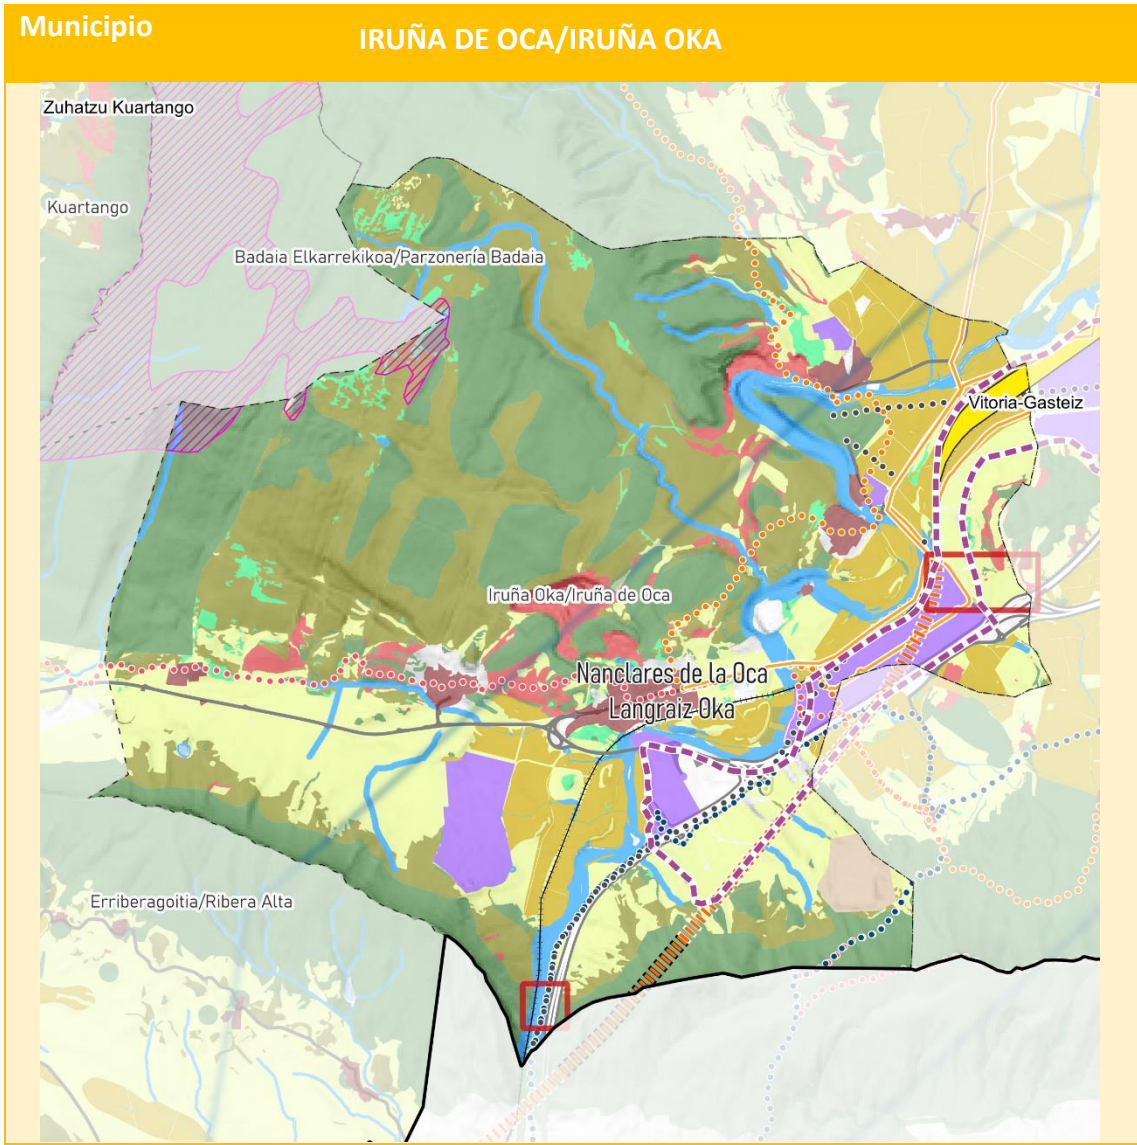 Municipio
IRUÑA DE OCA/IRUÑA OKA
Zuhatzu Kuartango
Kuartango
Badaia Elkarrekikoa/Parzonería Badaia
Vitoria-Gasteiz
Iruña Oka/Iruña de Oca
Nanclares de la Oca
Langraiz Oka
Erriberagoitia/Ribera Alta